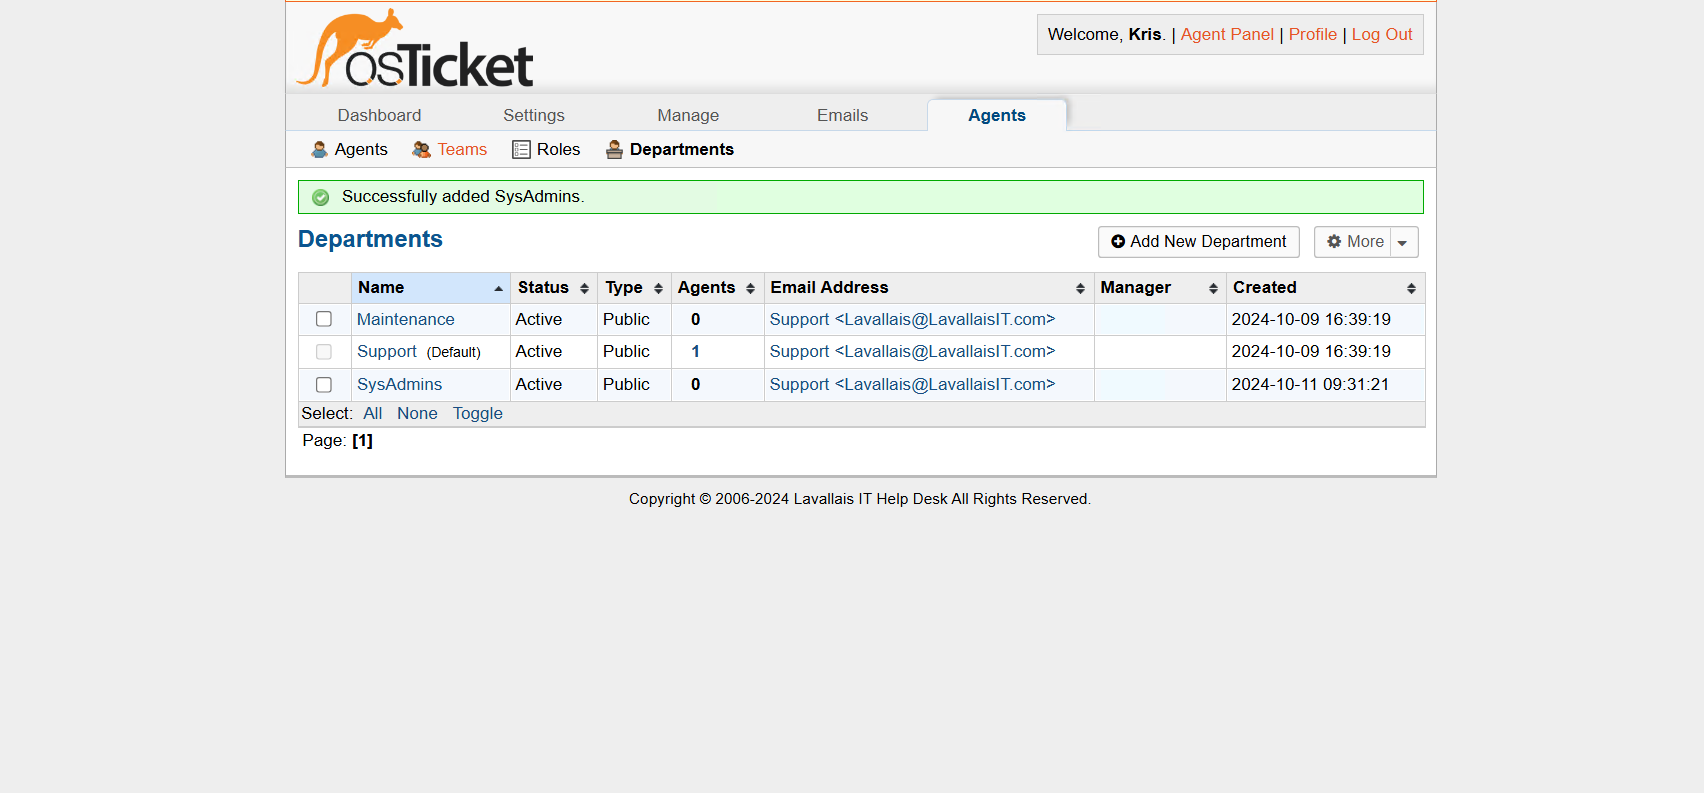 osTicket
Welcome, Kris. | Agent Panel | Profile | Log Out
Dashboard Settings Manage Emails Agents
Agents Teams Roles Departments
Successfully added SysAdmins.
Departments
Add New Department More
Name Status Type Agents Email Address Manager Created
Maintenance Active Public 0 Support <Lavallais@LavallaisIT.com> 2024-10-09 16:39:19
Support (Default) Active Public 1 Support <Lavallais@LavallaisIT.com> 2024-10-09 16:39:19
SysAdmins Active Public 0 Support <Lavallais@LavallaisIT.com> 2024-10-11 09:31:21
Select: All None Toggle
Page: [1]
Copyright © 2006-2024 Lavallais IT Help Desk All Rights Reserved.